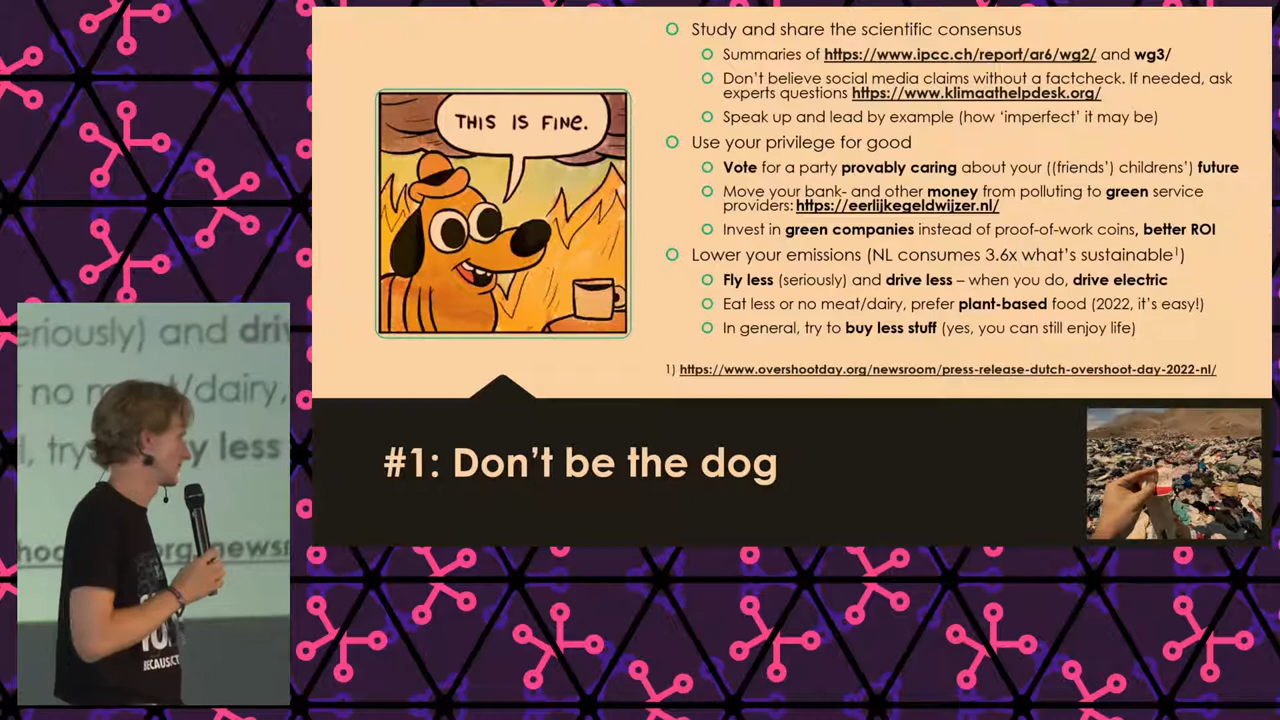 Study and share the scientific consensus
Summaries of https://www.ipcc.ch/report/ar6/wg2/ and wg3/
Don't believe social media claims without a factcheck. If needed, ask
experts questions https://www.klimaathelpdesk.org/
Speak up and lead by example (how 'imperfect' it may be)
Use your privilege for good
Vote for a party provably caring about your ((friends') childrens') future
Move your bank- and other money from polluting to green service
providers: https://eerlijkegeldwijzer.nl/
Invest in green companies instead of proof-of-work coins, better ROI
Lower your emissions (NL consumes 3.6x what's sustainable¹)
Fly less (seriously) and drive less – when you do, drive electric
Eat less or no meat/dairy, prefer plant-based food (2022, it's easy!)
In general, try to buy less stuff (yes, you can still enjoy life)
1) https://www.overshootday.org/newsroom/press-release-dutch-overshoot-day-2022-nl/
THIS IS FINE.
#1: Don't be the dog
eriously) and driv
no meat/dairy,
l, try y less
news